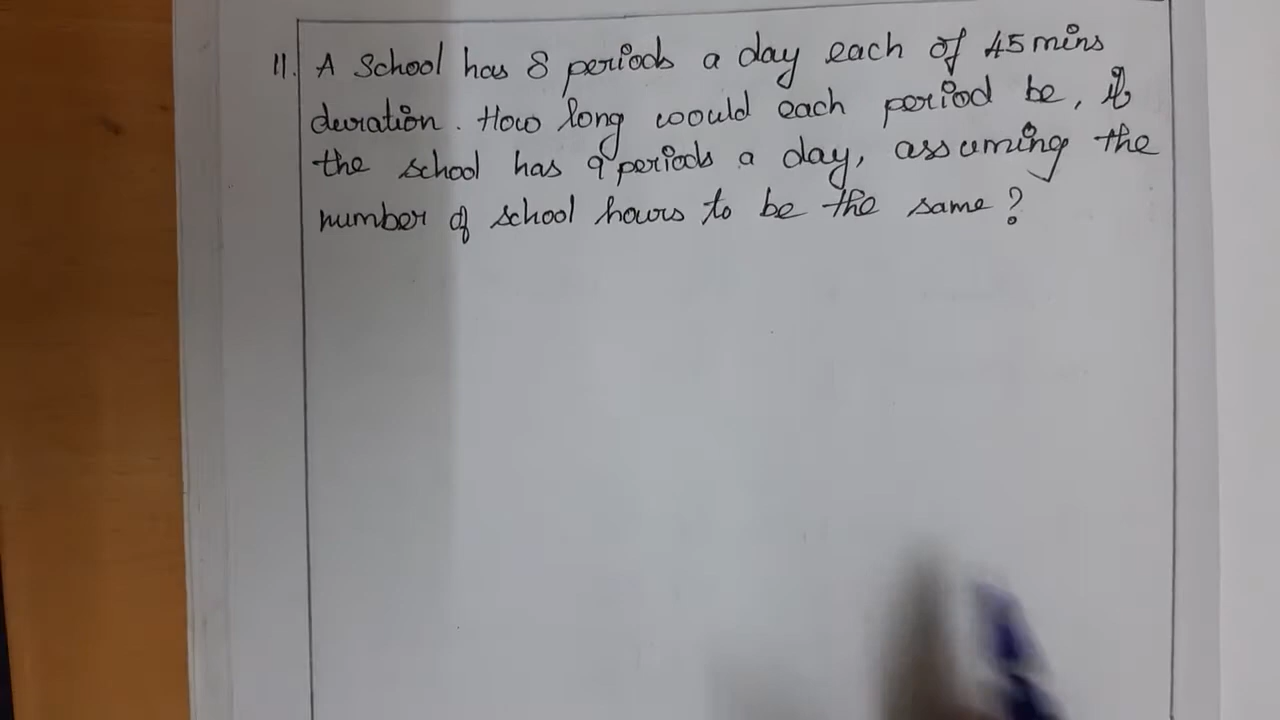 11. A School has 8 periods a day each of 45 mins
duration. How long would each period be, if
the school has 9 periods a day, assuming the
number of school hours to be the same?